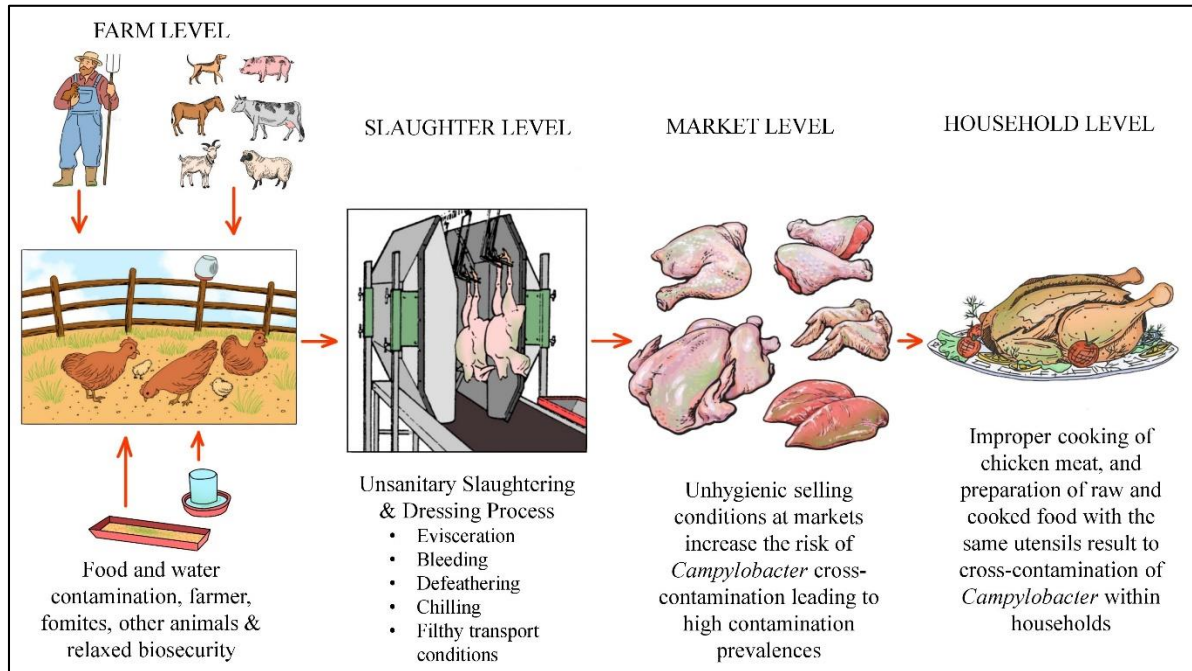 FARM LEVEL
SLAUGHTER LEVEL
MARKET LEVEL
HOUSEHOLD LEVEL
Food and water
contamination, farmer,
fomites, other animals &
relaxed biosecurity
Unsanitary Slaughtering
& Dressing Process
• Evisceration
• Bleeding
• Defeathering
• Chilling
• Filthy transport
conditions
Unhygienic selling
conditions at markets
increase the risk of
Campylobacter cross-
contamination leading to
high contamination
prevalences
Improper cooking of
chicken meat, and
preparation of raw and
cooked food with the
same utensils result to
cross-contamination of
Campylobacter within
households